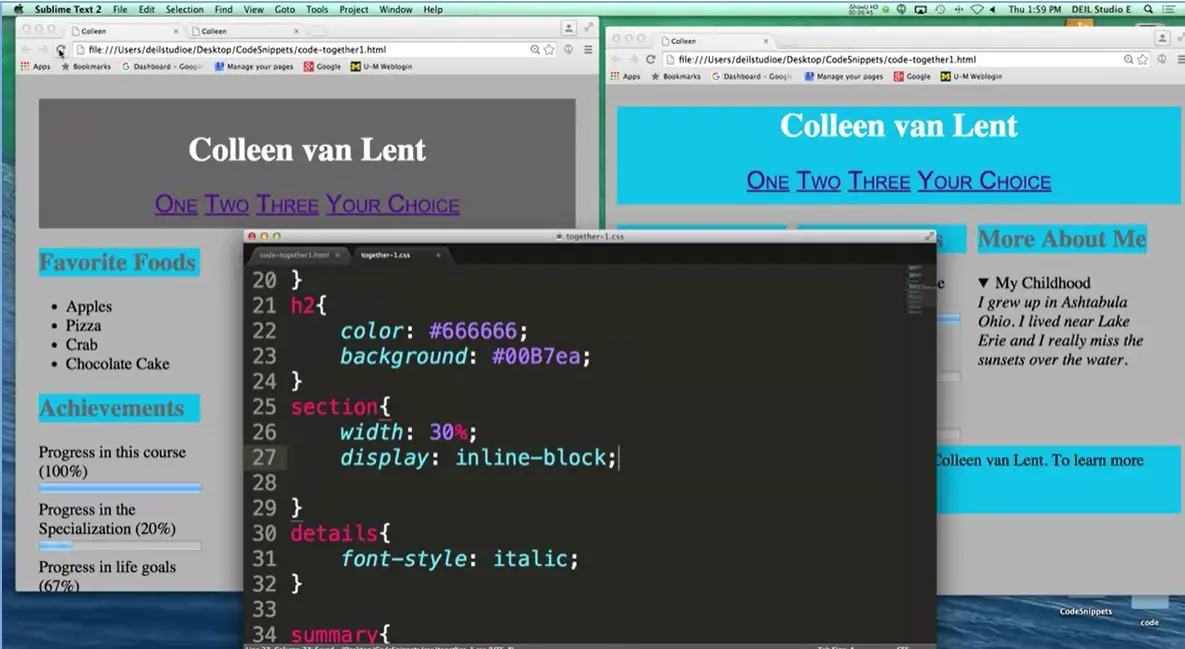 Sublime Text 2 File Edit Selection Find View Goto Tools Project Window Help
Thu 1:59 PM DEIL Studio E
Colleen
Colleen
file:///Users/deilstudioe/Desktop/CodeSnippets/code-together1.html
Apps Bookmarks Dashboard - Google Manage your pages Google U-M Weblogin
Colleen van Lent
One Two Three Your Choice
Favorite Foods
Apples
Pizza
Crab
Chocolate Cake
Achievements
Progress in this course
(100%)
Progress in the
Specialization (20%)
Progress in life goals
(67%)
Colleen
file:///Users/deilstudioe/Desktop/CodeSnippets/code-together1.html
Apps Bookmarks Dashboard - Google Manage your pages Google U-M Weblogin
Colleen van Lent
One Two Three Your Choice
More About Me
▼ My Childhood
I grew up in Ashtabula
Ohio. I lived near Lake
Erie and I really miss the
sunsets over the water.
Colleen van Lent. To learn more
together-1.css
code-together1.html together-1.css
20 }
21 h2{
22 color: #666666;
23 background: #00B7ea;
24 }
25 section{
26 width: 30%;
27 display: inline-block;
28
29 }
30 details{
31 font-style: italic;
32 }
33
34 summary{
CodeSnippets
code